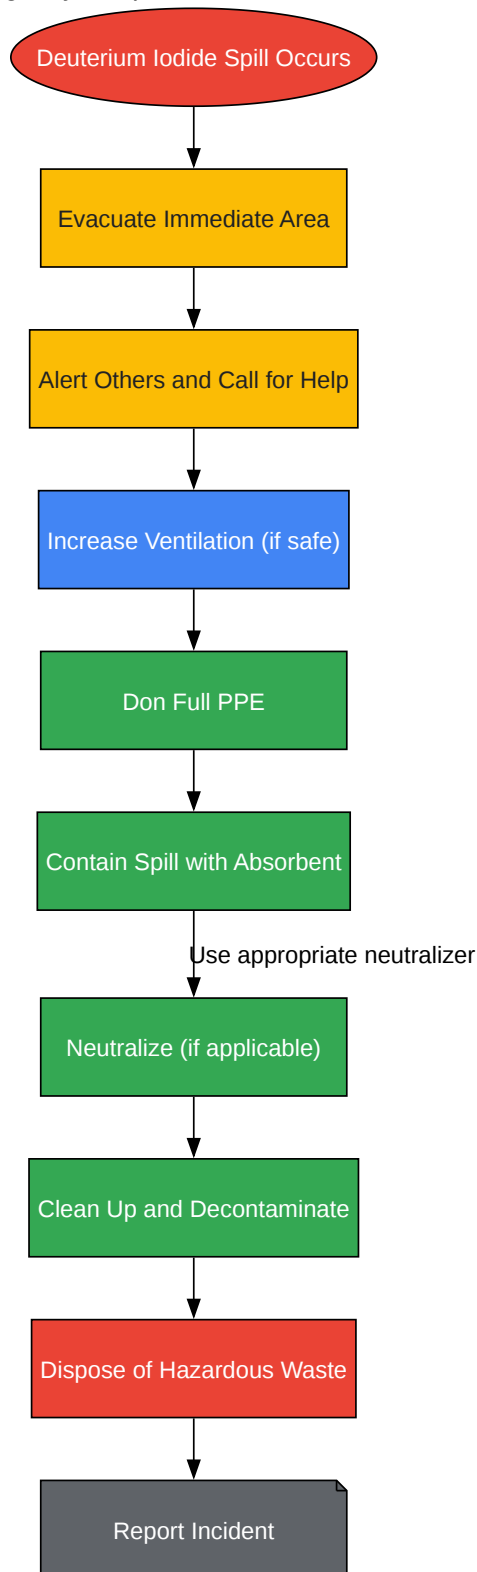 Deuterium Iodide Spill Occurs
Evacuate Immediate Area
Alert Others and Call for Help
Increase Ventilation (if safe)
Don Full PPE
Contain Spill with Absorbent
Use appropriate neutralizer
Neutralize (if applicable)
Clean Up and Decontaminate
Dispose of Hazardous Waste
Report Incident